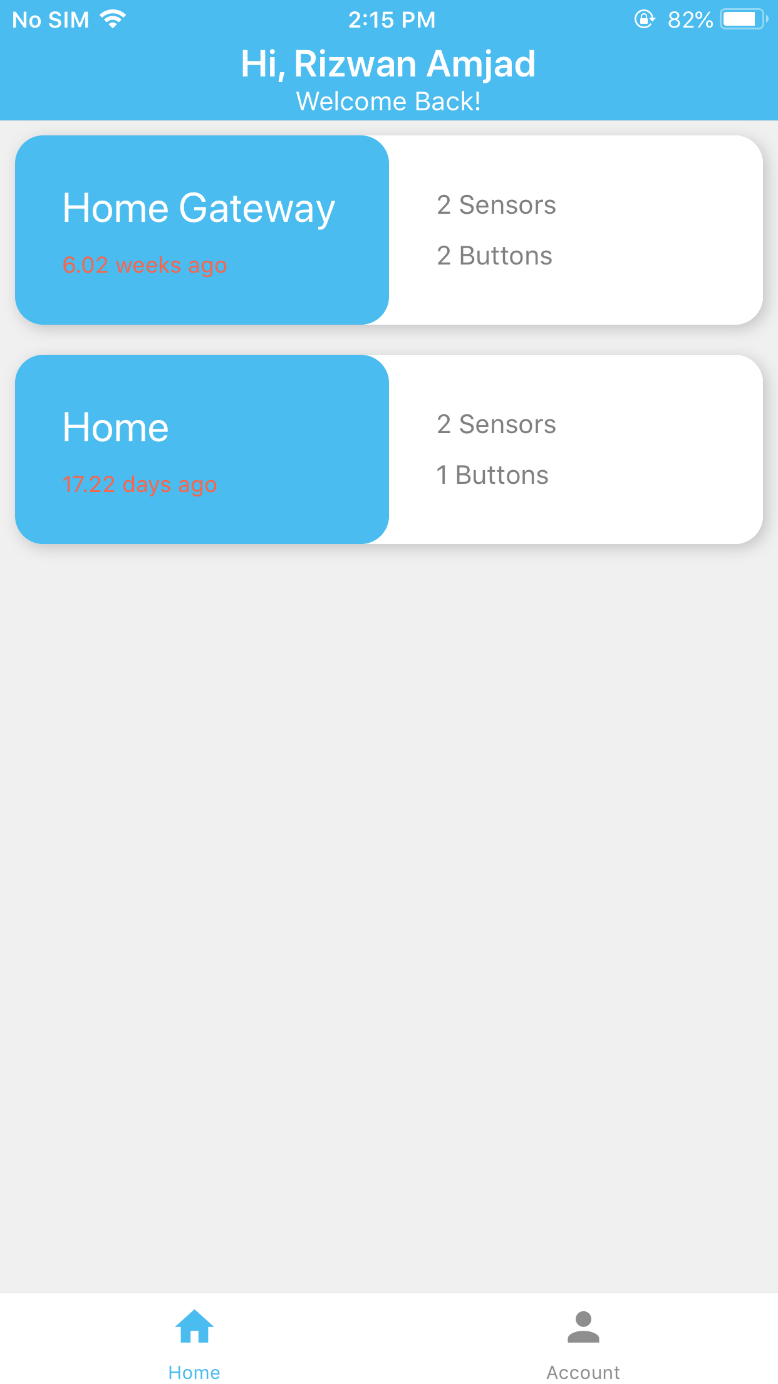 No SIM 2:15 PM 82%
Hi, Rizwan Amjad
Welcome Back!
Home Gateway
6.02 weeks ago
2 Sensors
2 Buttons
Home
17.22 days ago
2 Sensors
1 Buttons
Home
Account